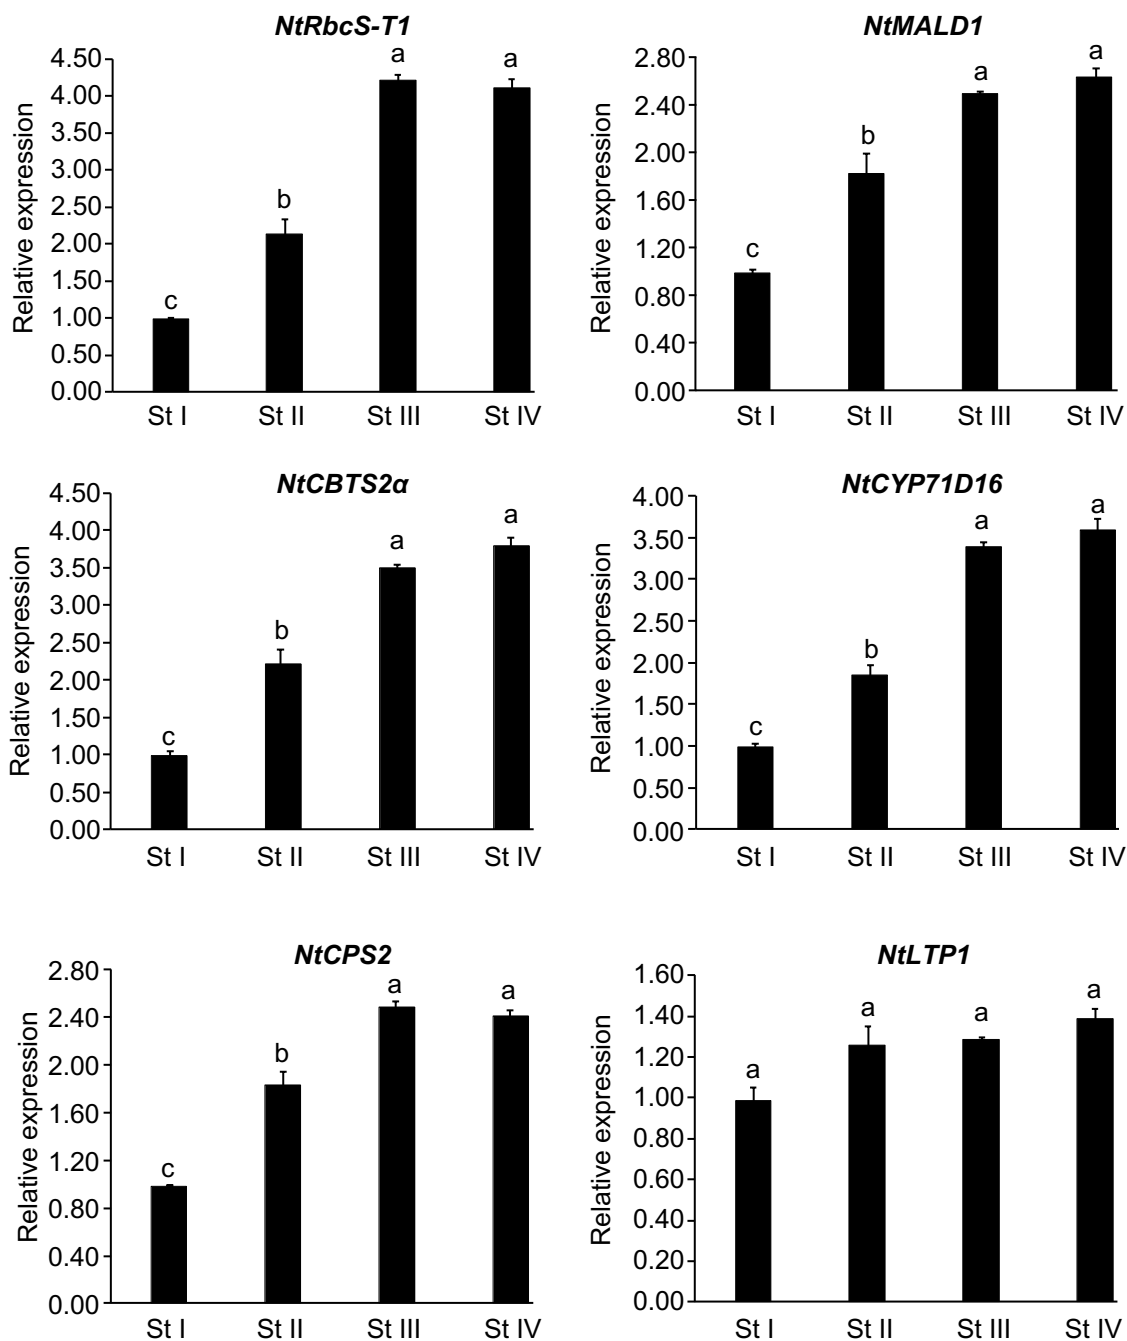 NtRbcS-T1
Relative expression
4.50
4.00
3.50
3.00
2.50
2.00
1.50
1.00
0.50
0.00
c
b
a
a
St I
St II
St III
St IV
NtMALD1
Relative expression
2.80
2.40
2.00
1.60
1.20
0.80
0.40
0.00
c
b
a
a
St I
St II
St III
St IV
NtCBTS2α
Relative expression
4.50
4.00
3.50
3.00
2.50
2.00
1.50
1.00
0.50
0.00
c
b
a
a
St I
St II
St III
St IV
NtCYP71D16
Relative expression
4.00
3.50
3.00
2.50
2.00
1.50
1.00
0.50
0.00
c
b
a
a
St I
St II
St III
St IV
NtCPS2
Relative expression
2.80
2.40
2.00
1.60
1.20
0.80
0.40
0.00
c
b
a
a
St I
St II
St III
St IV
NtLTP1
Relative expression
1.60
1.40
1.20
1.00
0.80
0.60
0.40
0.20
0.00
a
a
a
a
St I
St II
St III
St IV